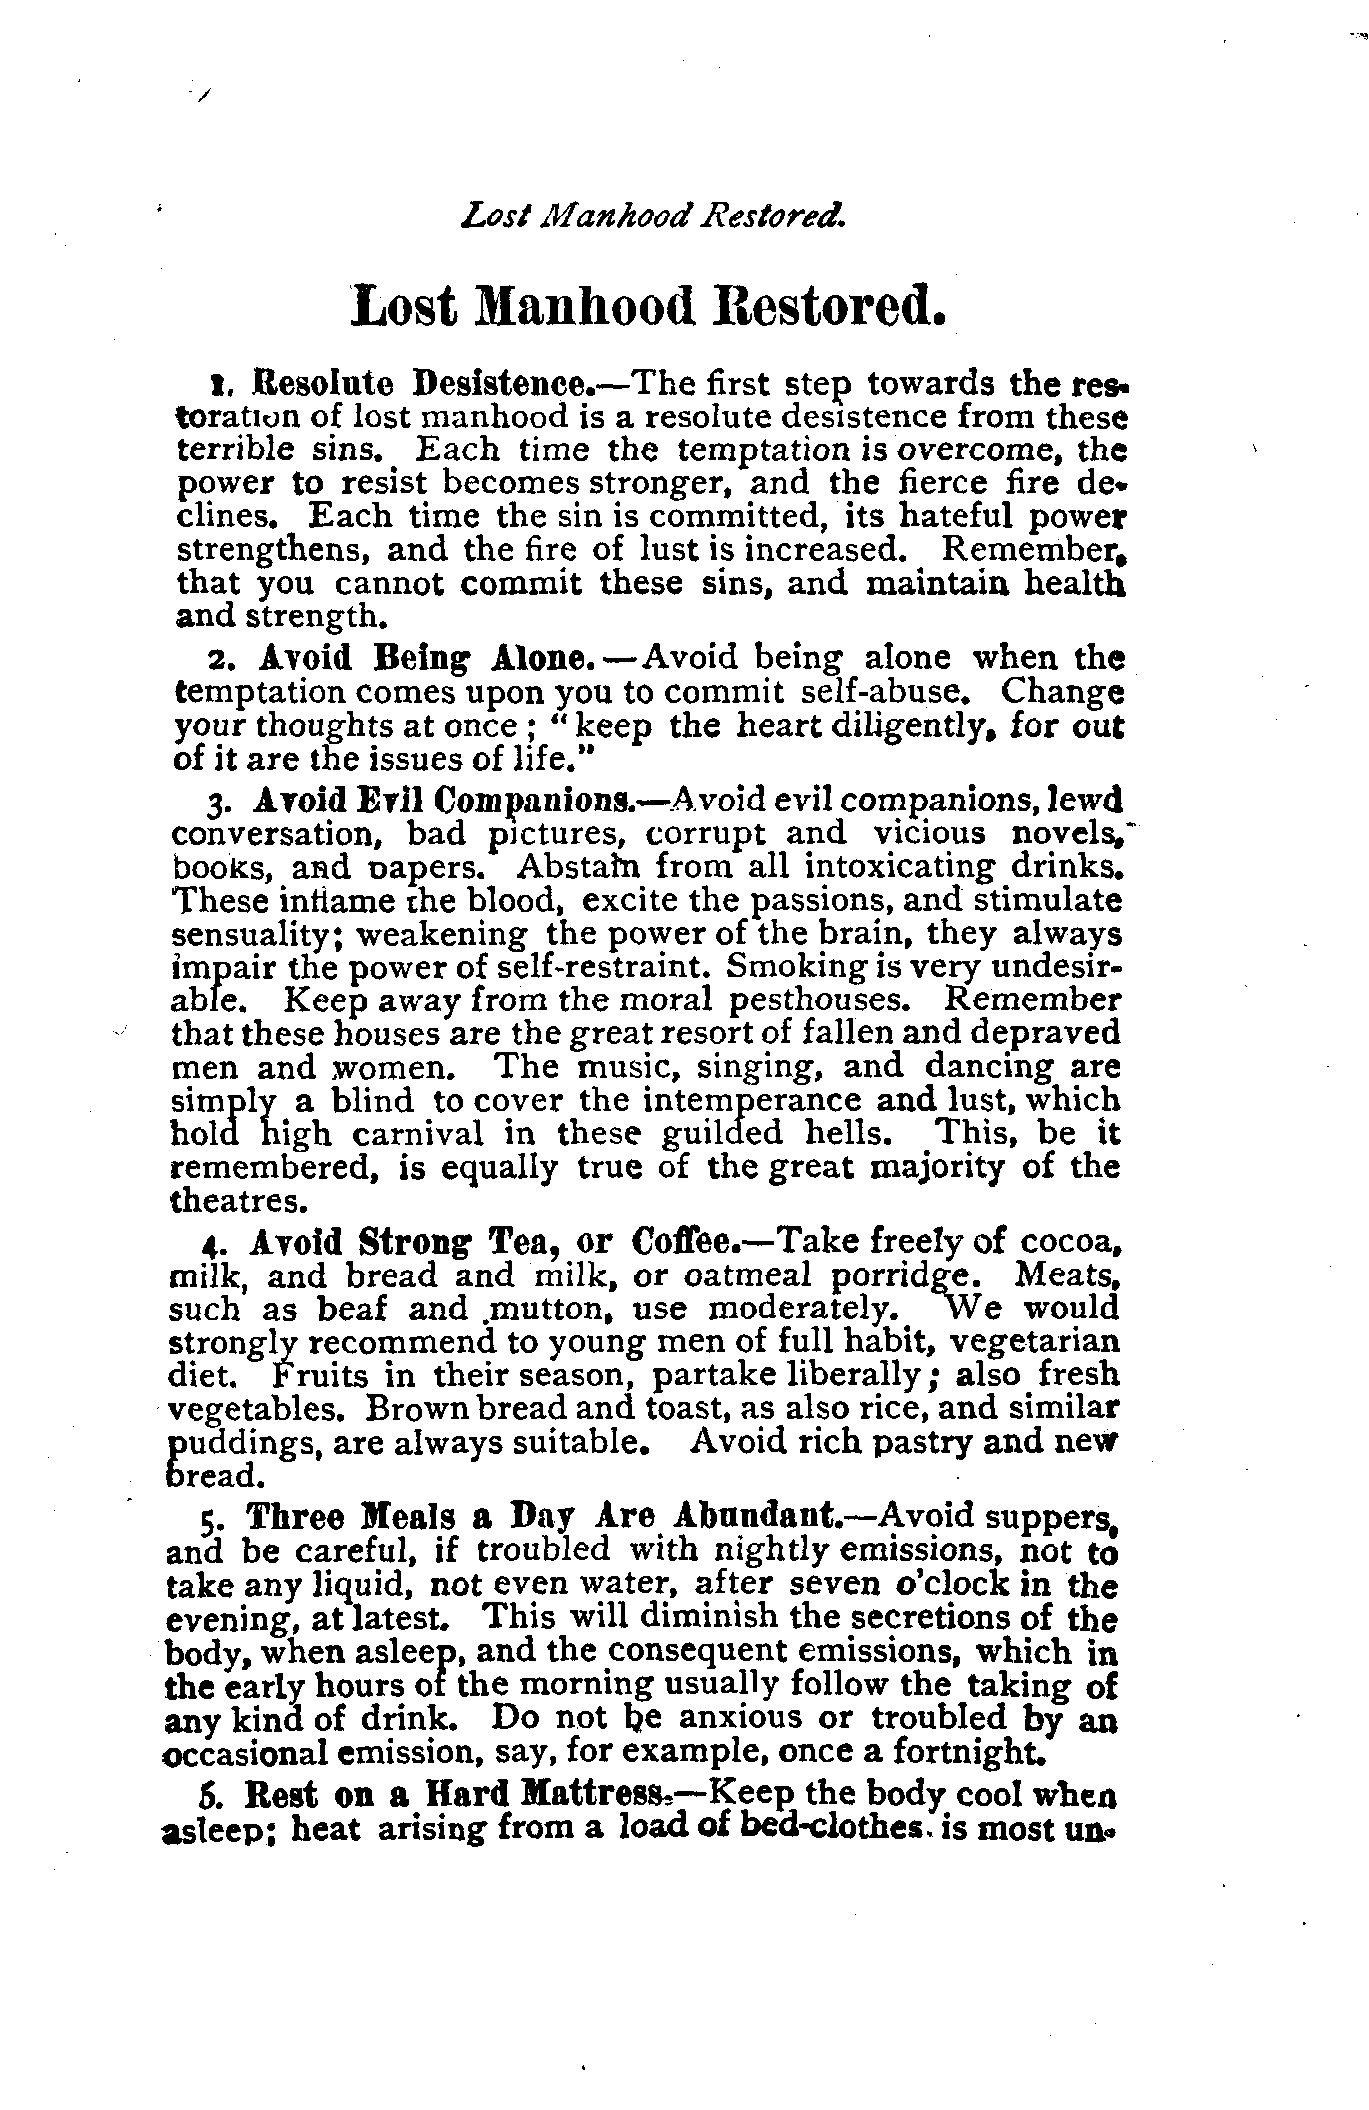 Lost Manhood Restored.
Lost Manhood Restored.
1. Resolute Desistence.—The first step towards the res-
toration of lost manhood is a resolute desistence from these
terrible sins. Each time the temptation is overcome, the
power to resist becomes stronger, and the fierce fire de-
clines. Each time the sin is committed, its hateful power
strengthens, and the fire of lust is increased. Remember,
that you cannot commit these sins, and maintain health
and strength.
2. Avoid Being Alone.—Avoid being alone when the
temptation comes upon you to commit self-abuse. Change
your thoughts at once; "keep the heart diligently, for out
of it are the issues of life."
3. Avoid Evil Companions.—Avoid evil companions, lewd
conversation, bad pictures, corrupt and vicious novels,
books, and papers. Abstain from all intoxicating drinks.
These inflame the blood, excite the passions, and stimulate
sensuality; weakening the power of the brain, they always
impair the power of self-restraint. Smoking is very undesir-
able. Keep away from the moral pesthouses. Remember
that these houses are the great resort of fallen and depraved
men and women. The music, singing, and dancing are
simply a blind to cover the intemperance and lust, which
hold high carnival in these guilded hells. This, be it
remembered, is equally true of the great majority of the
theatres.
4. Avoid Strong Tea, or Coffee.—Take freely of cocoa,
milk, and bread and milk, or oatmeal porridge. Meats,
such as beaf and mutton, use moderately. We would
strongly recommend to young men of full habit, vegetarian
diet. Fruits in their season, partake liberally; also fresh
vegetables. Brown bread and toast, as also rice, and similar
puddings, are always suitable. Avoid rich pastry and new
bread.
5. Three Meals a Day Are Abundant.—Avoid suppers,
and be careful, if troubled with nightly emissions, not to
take any liquid, not even water, after seven o'clock in the
evening, at latest. This will diminish the secretions of the
body, when asleep, and the consequent emissions, which in
the early hours of the morning usually follow the taking of
any kind of drink. Do not be anxious or troubled by an
occasional emission, say, for example, once a fortnight.
6. Rest on a Hard Mattress.—Keep the body cool when
asleep; heat arising from a load of bed-clothes is most un-